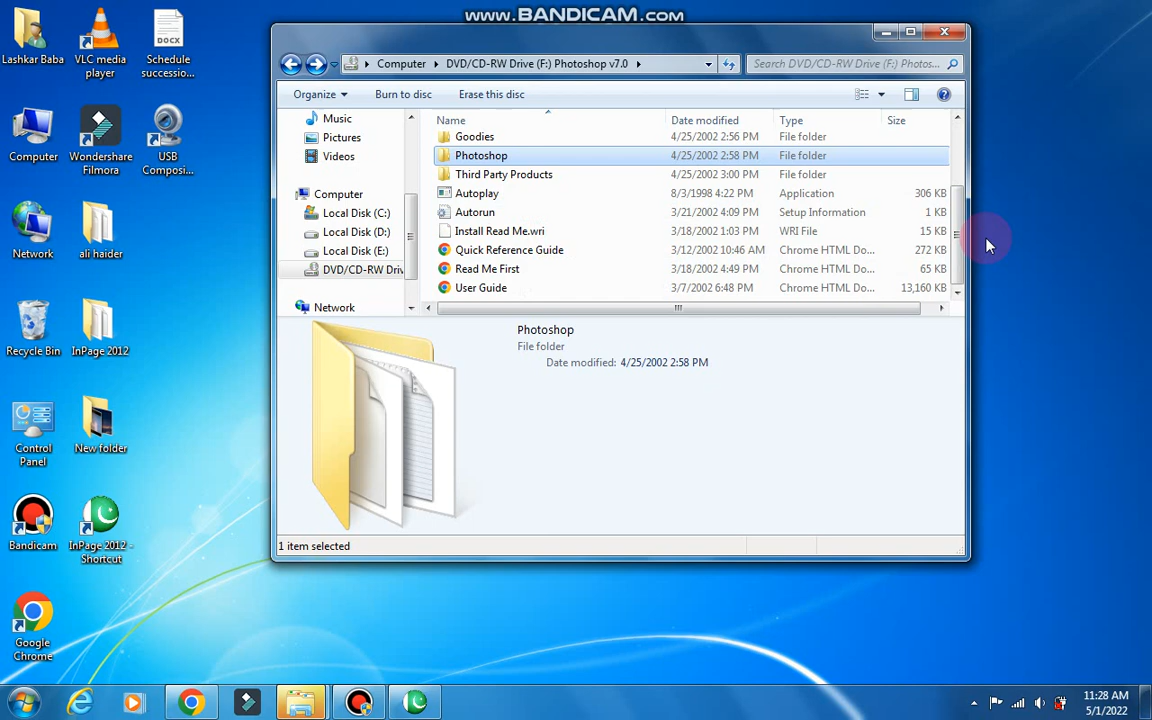 www.BANDICAM.com
Lashkar Baba
VLC media player
Schedule successio...
DOCX
Computer
Wondershare Filmora
USB Composi...
Network
ali haider
Recycle Bin
InPage 2012
Control Panel
New folder
Bandicam
InPage 2012 - Shortcut
Google Chrome
Computer
DVD/CD-RW Drive (F:) Photoshop v7.0
Search DVD/CD-RW Drive (F:) Photos...
Organize
Burn to disc
Erase this disc
Music
Pictures
Videos
Computer
Local Disk (C:)
Local Disk (D:)
Local Disk (E:)
DVD/CD-RW Driv
Network
Name Date modified Type Size
Goodies 4/25/2002 2:56 PM File folder
Photoshop 4/25/2002 2:58 PM File folder
Third Party Products 4/25/2002 3:00 PM File folder
Autoplay 8/3/1998 4:22 PM Application 306 KB
Autorun 3/21/2002 4:09 PM Setup Information 1 KB
Install Read Me.wri 3/18/2002 1:03 PM WRI File 15 KB
Quick Reference Guide 3/12/2002 10:46 AM Chrome HTML Do... 272 KB
Read Me First 3/18/2002 4:49 PM Chrome HTML Do... 65 KB
User Guide 3/7/2002 6:48 PM Chrome HTML Do... 13,160 KB
Photoshop
File folder
Date modified: 4/25/2002 2:58 PM
1 item selected
11:28 AM
5/1/2022